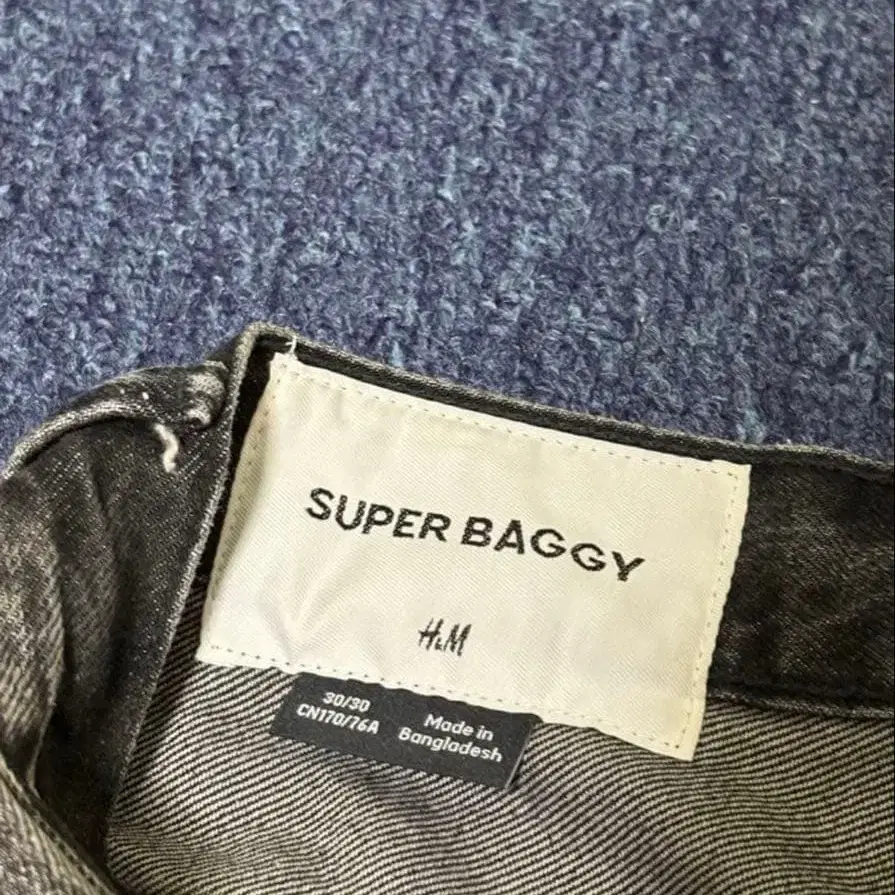 SUPER BAGGY
H&M
30/30
CN170/76A
Made in
Bangladesh